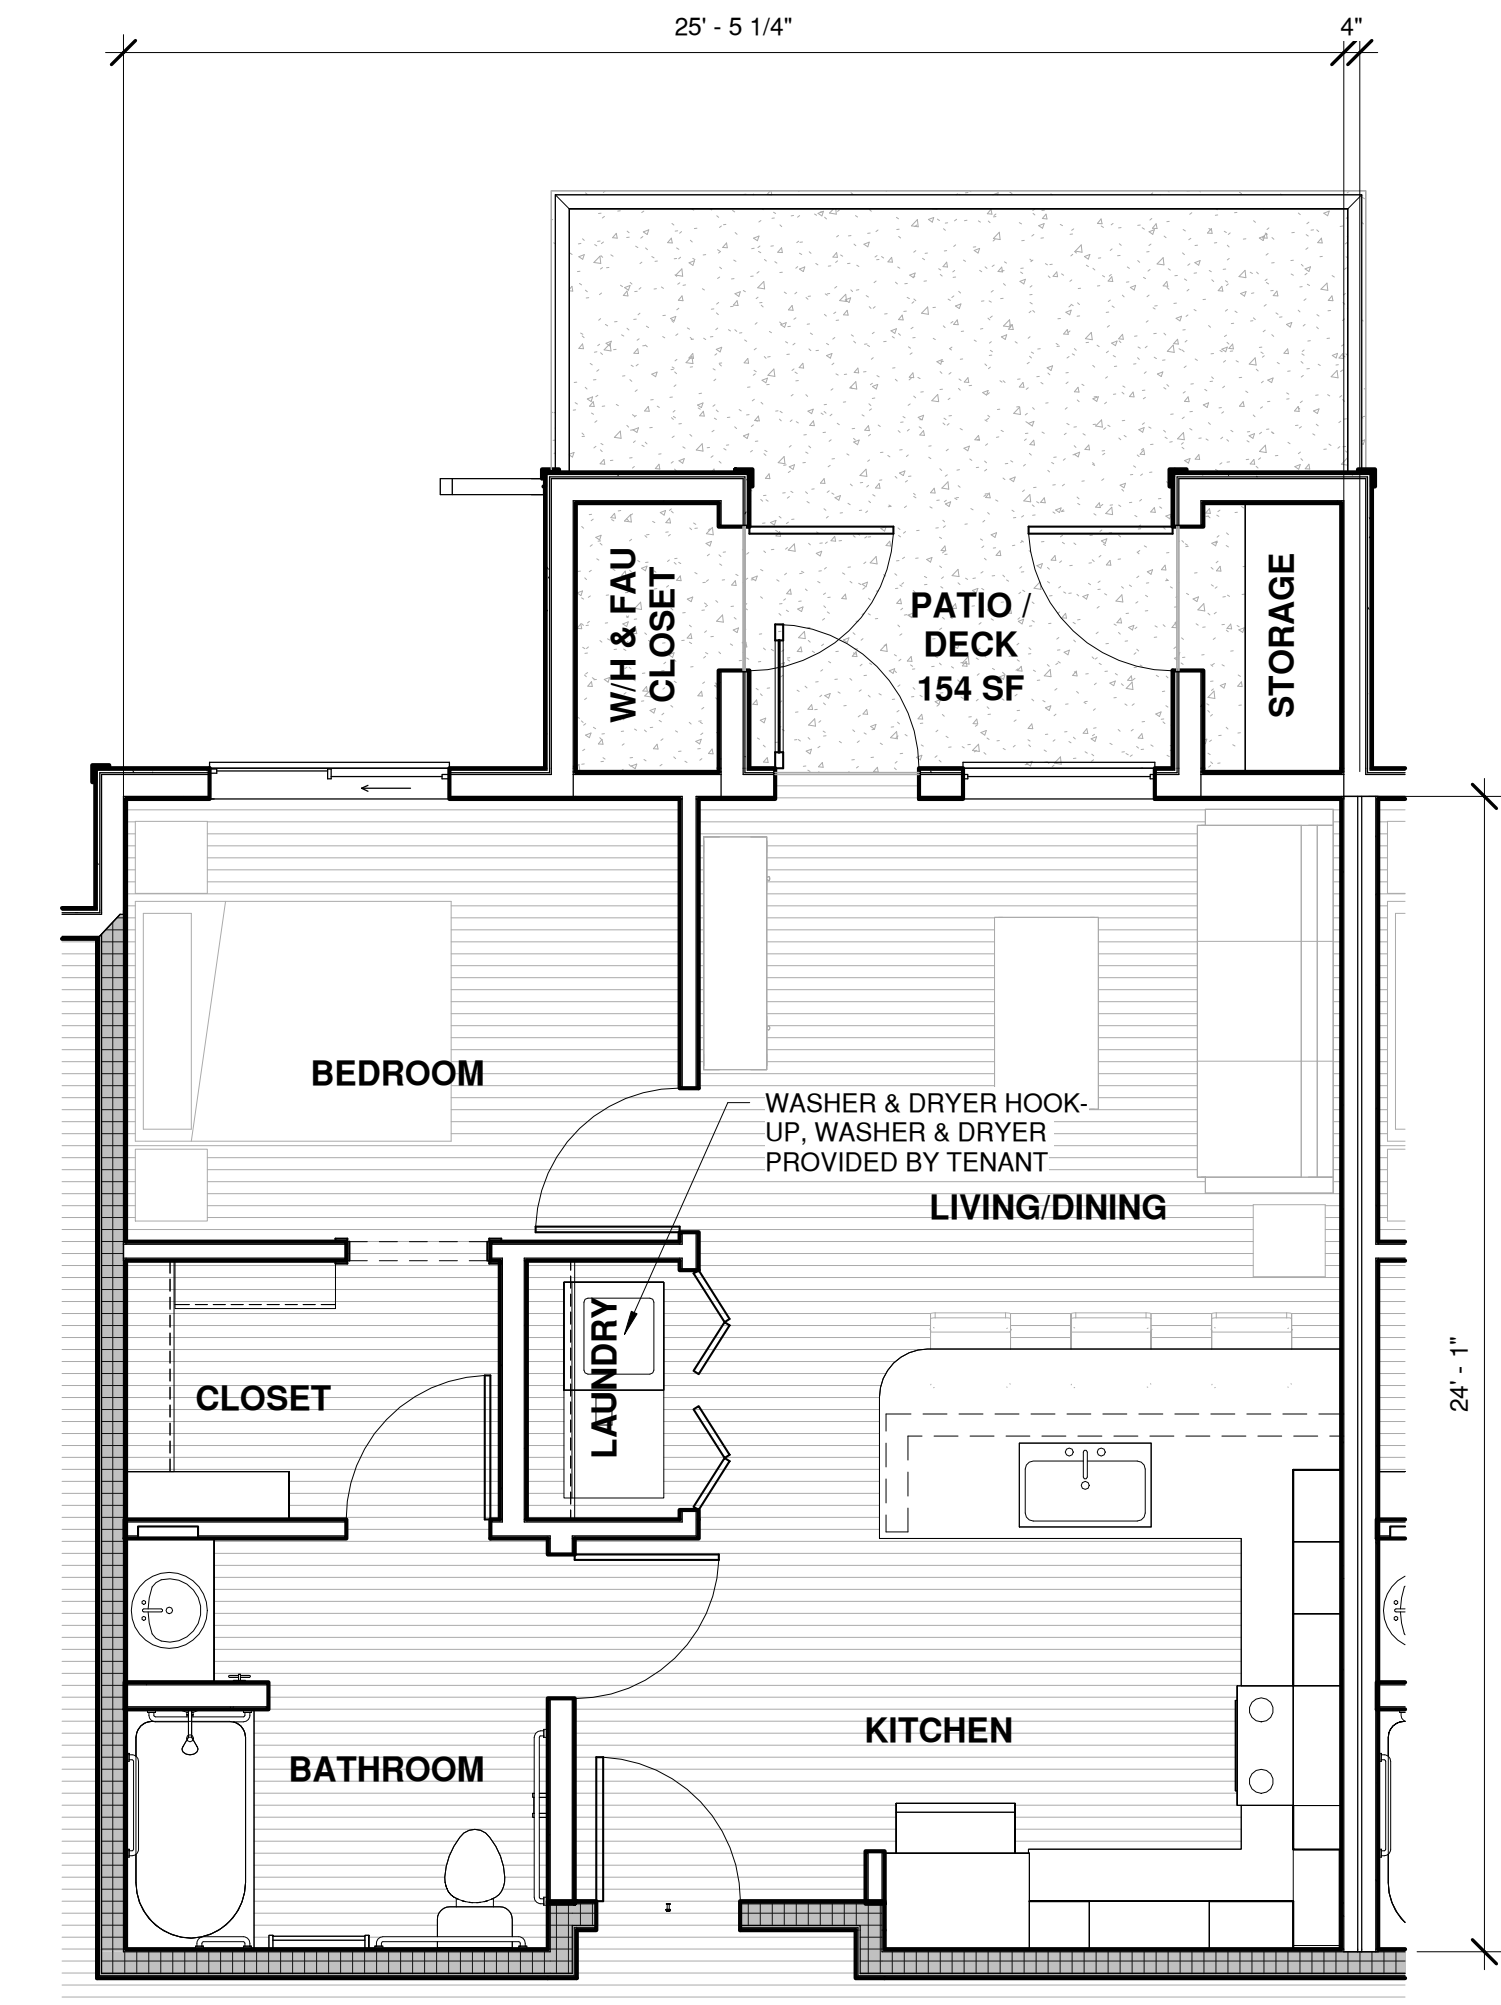 25' - 5 1/4"
4"
W/H & FAU
CLOSET
PATIO /
DECK
154 SF
STORAGE
BEDROOM
WASHER & DRYER HOOK-
UP, WASHER & DRYER
PROVIDED BY TENANT
LIVING/DINING
24' - 1"
CLOSET
LAUNDRY
KITCHEN
BATHROOM